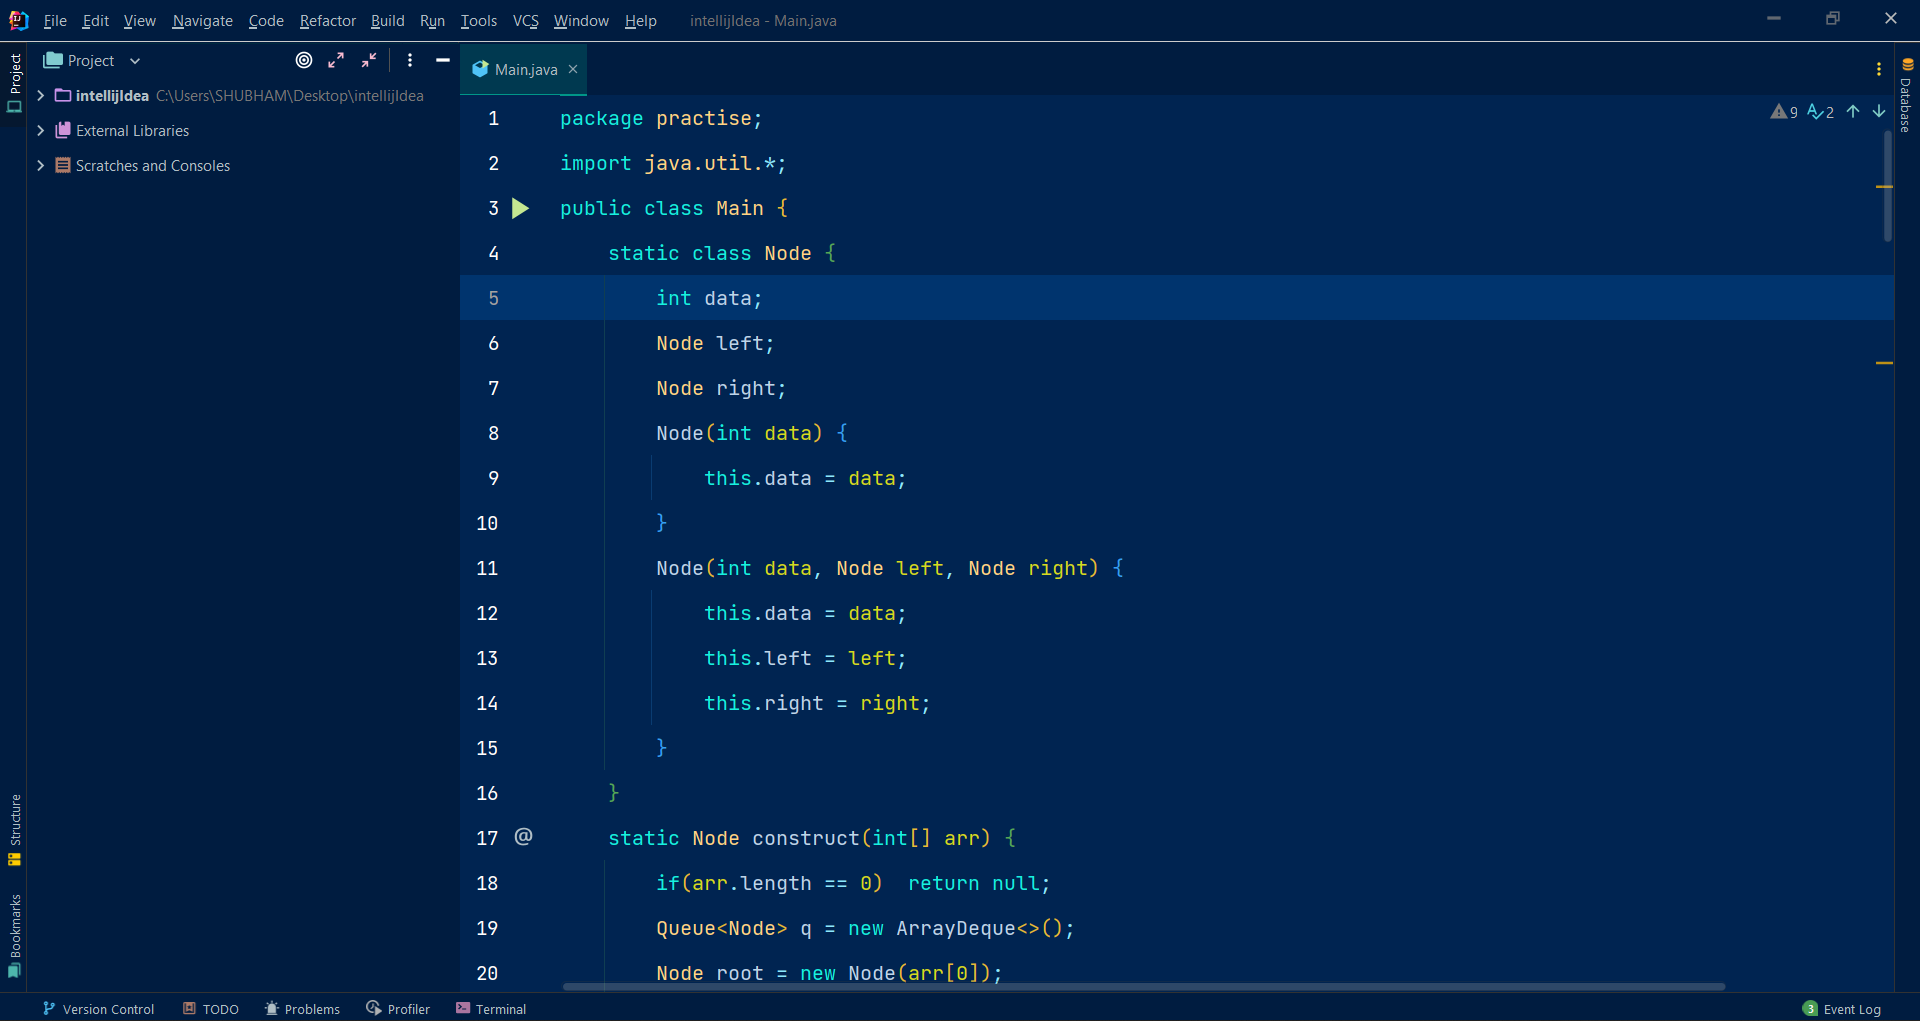 File Edit View Navigate Code Refactor Build Run Tools VCS Window Help intellijIdea - Main.java
Project
Project
intellijIdea C:\Users\SHUBHAM\Desktop\intellijIdea
External Libraries
Scratches and Consoles
Structure
Bookmarks
Main.java
9 2
Database
1 package practise;
2 import java.util.*;
3 public class Main {
4 static class Node {
5 int data;
6 Node left;
7 Node right;
8 Node(int data) {
9 this.data = data;
10 }
11 Node(int data, Node left, Node right) {
12 this.data = data;
13 this.left = left;
14 this.right = right;
15 }
16 }
17 @ static Node construct(int[] arr) {
18 if(arr.length == 0)  return null;
19 Queue<Node> q = new ArrayDeque<>();
20 Node root = new Node(arr[0]);
Version Control TODO Problems Profiler Terminal 3 Event Log